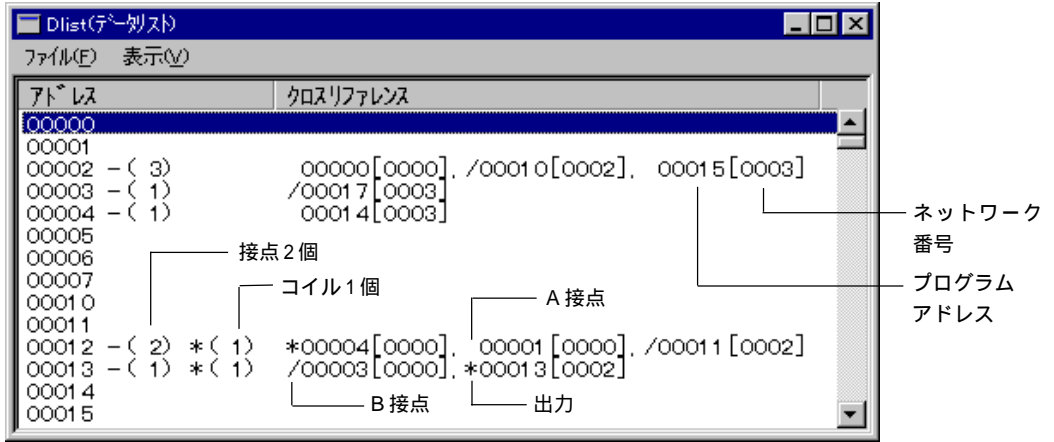 Dlist(ﾃﾞｰﾀﾘｽﾄ)
ﾌｧｲﾙ(F) 表示(V)
ｱﾄﾞﾚｽ ｸﾛｽﾘﾌｧﾚﾝｽ
00000
00001
00002 -( 3) 00000[0000], /00010[0002], 00015[0003]
00003 -( 1) /00017[0003]
00004 -( 1) 00014[0003]
ネットワーク
番号
00005
00006
接点2個
00007
コイル1個
A接点
プログラム
アドレス
00010
00011
00012 -( 2) *( 1) *00004[0000], 00001[0000], /00011[0002]
00013 -( 1) *( 1) /00003[0000], *00013[0002]
00014
B接点
出力
00015